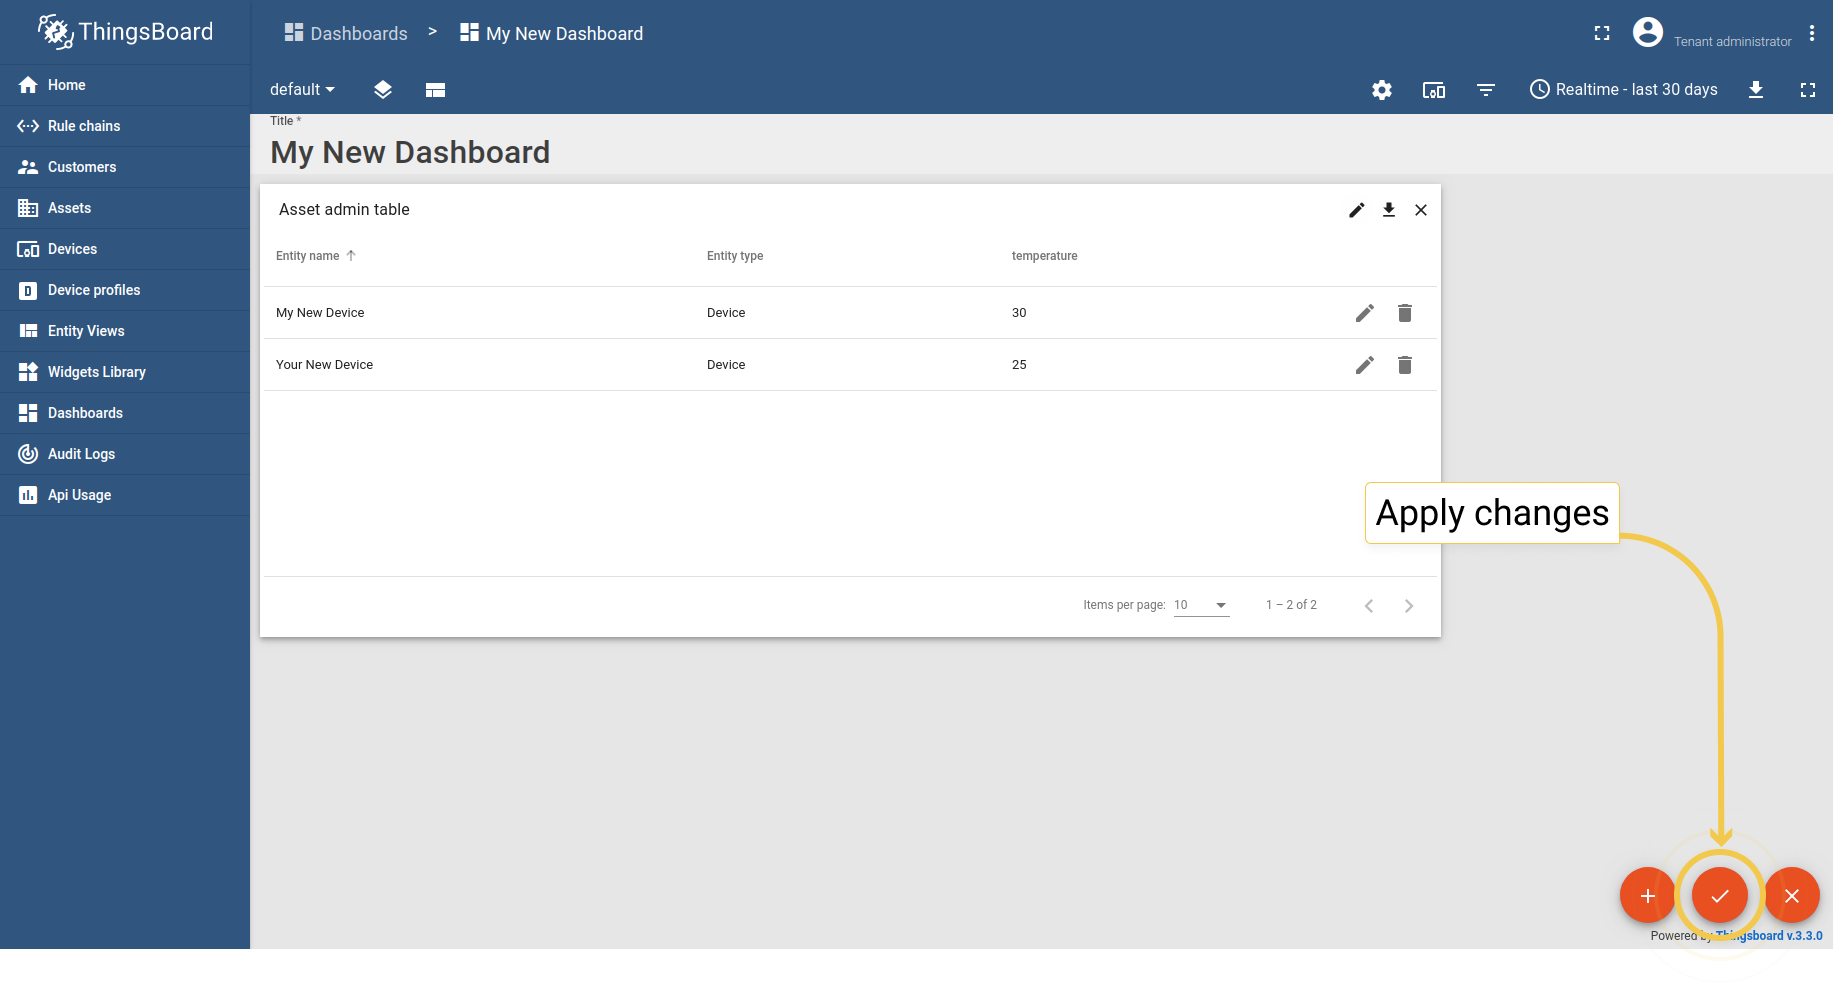 ThingsBoard
Dashboards > My New Dashboard
Tenant administrator
Home
Rule chains
Customers
Assets
Devices
Device profiles
Entity Views
Widgets Library
Dashboards
Audit Logs
Api Usage
default
Realtime - last 30 days
Title *
My New Dashboard
Asset admin table
Entity name Entity type temperature
My New Device Device 30
Your New Device Device 25
Items per page: 10 1 – 2 of 2
Apply changes
Powered by Thingsboard v.3.3.0